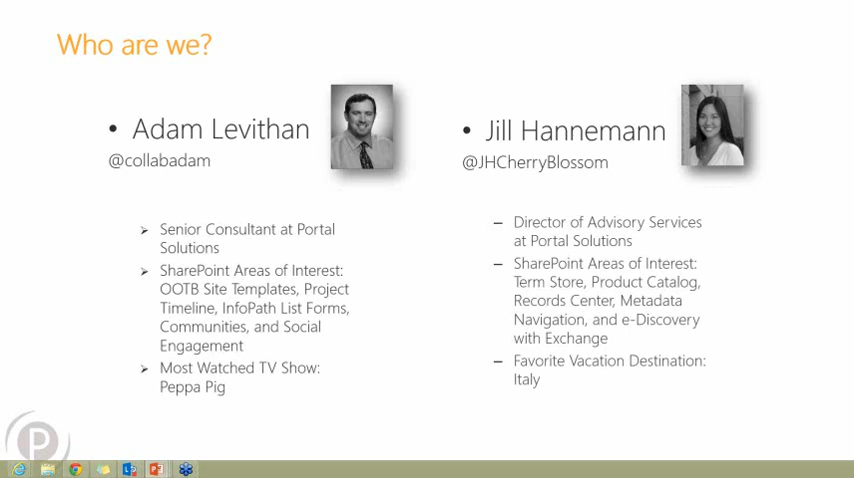 Who are we?
• Adam Levithan
@collabadam
➢ Senior Consultant at Portal
Solutions
➢ SharePoint Areas of Interest:
OOTB Site Templates, Project
Timeline, InfoPath List Forms,
Communities, and Social
Engagement
➢ Most Watched TV Show:
Peppa Pig
• Jill Hannemann
@JHCherryBlossom
– Director of Advisory Services
at Portal Solutions
– SharePoint Areas of Interest:
Term Store, Product Catalog,
Records Center, Metadata
Navigation, and e-Discovery
with Exchange
– Favorite Vacation Destination:
Italy
P